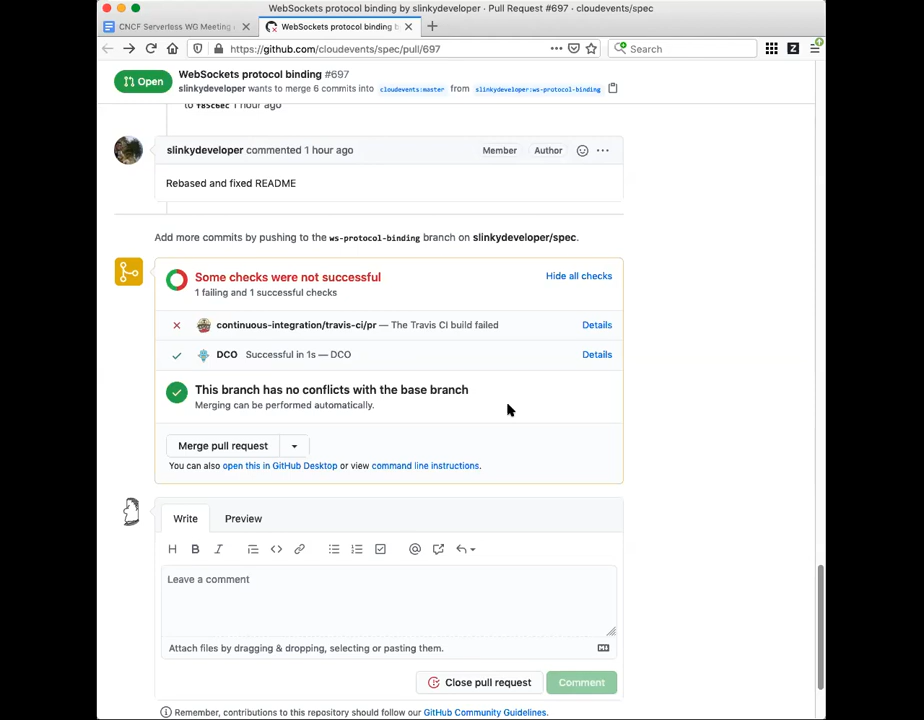 WebSockets protocol binding by slinkydeveloper · Pull Request #697 · cloudevents/spec
CNCF Serverless WG Meeting
WebSockets protocol binding b
https://github.com/cloudevents/spec/pull/697
Search
Z
Open
WebSockets protocol binding #697
slinkydeveloper wants to merge 6 commits into cloudevents:master from slinkydeveloper:ws-protocol-binding
1 hour ago
slinkydeveloper commented 1 hour ago
Member
Author
Rebased and fixed README
Add more commits by pushing to the ws-protocol-binding branch on slinkydeveloper/spec.
Some checks were not successful
Hide all checks
1 failing and 1 successful checks
continuous-integration/travis-ci/pr — The Travis CI build failed
Details
DCO Successful in 1s — DCO
Details
This branch has no conflicts with the base branch
Merging can be performed automatically.
Merge pull request
You can also open this in GitHub Desktop or view command line instructions.
Write
Preview
H B I
Leave a comment
Attach files by dragging & dropping, selecting or pasting them.
Close pull request
Comment
Remember, contributions to this repository should follow our GitHub Community Guidelines.